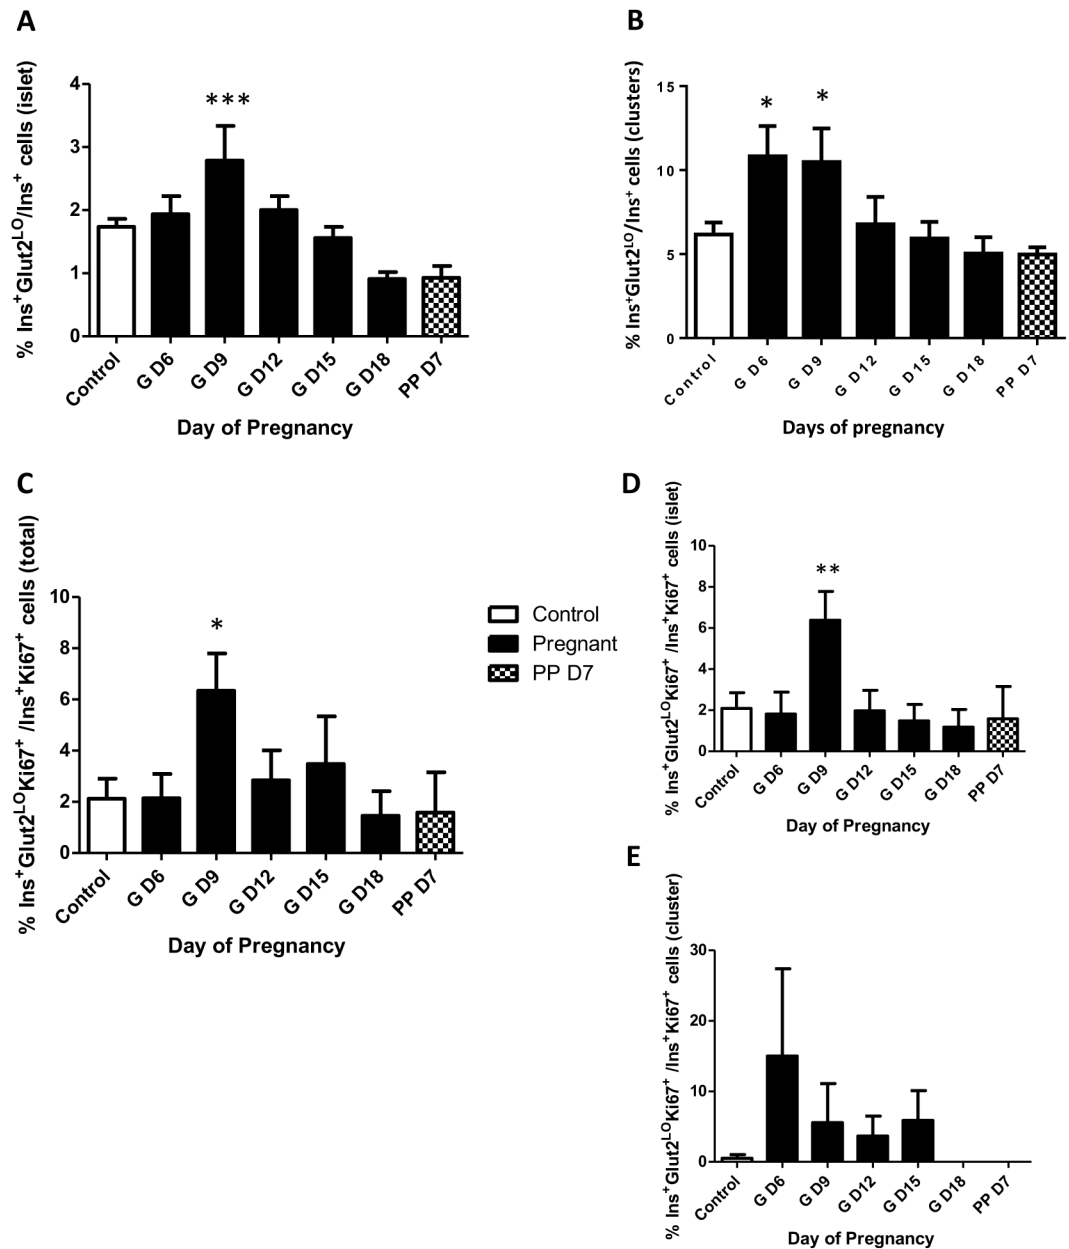 A
% Ins⁺Glut2ᴸᴼ/Ins⁺ cells (islet)
4
3
2
1
0
***
Control
G D6
G D9
G D12
G D15
G D18
PP D7
Day of Pregnancy
B
% Ins⁺Glut2ᴸᴼ/Ins⁺ cells (clusters)
15
10
5
0
*
*
Control
G D6
G D9
G D12
G D15
G D18
PP D7
Days of pregnancy
C
% Ins⁺Glut2ᴸᴼKi67⁺ /Ins⁺Ki67⁺ cells (total)
10
8
6
4
2
0
*
Control
G D6
G D9
G D12
G D15
G D18
PP D7
Day of Pregnancy
Control
Pregnant
PP D7
D
% Ins⁺Glut2ᴸᴼKi67⁺ /Ins⁺Ki67⁺ cells (islet)
10
8
6
4
2
0
**
Control
G D6
G D9
G D12
G D15
G D18
PP D7
Day of Pregnancy
E
% Ins⁺Glut2ᴸᴼKi67⁺ /Ins⁺Ki67⁺ cells (cluster)
30
20
10
0
Control
G D6
G D9
G D12
G D15
G D18
PP D7
Day of Pregnancy